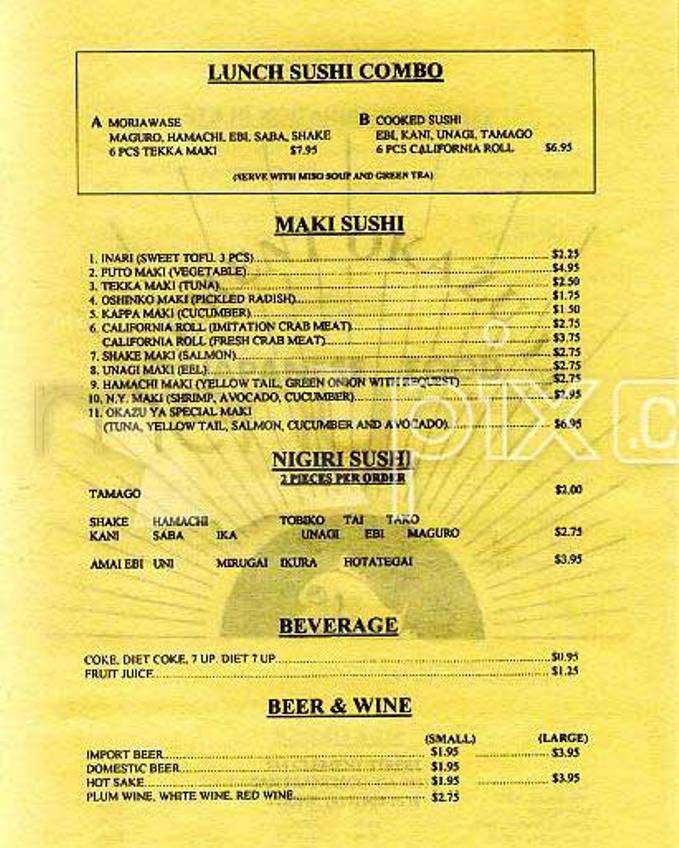 LUNCH SUSHI COMBO
A MORIAWASE
MAGURO, HAMACHI, EBI, SABA, SHAKE
6 PCS TEKKA MAKI $7.95
B COOKED SUSHI
EBI, KANI, UNAGI, TAMAGO
6 PCS CALIFORNIA ROLL $6.95
(SERVE WITH MISO SOUP AND GREEN TEA)
MAKI SUSHI
1. INARI (SWEET TOFU, 3 PCS) $2.25
2. FUTO MAKI (VEGETABLE) $4.95
3. TEKKA MAKI (TUNA) $2.50
4. OSHINKO MAKI (PICKLED RADISH) $1.75
5. KAPPA MAKI (CUCUMBER) $1.50
6. CALIFORNIA ROLL (IMITATION CRAB MEAT) $2.75
CALIFORNIA ROLL (FRESH CRAB MEAT) $3.75
7. SHAKE MAKI (SALMON) $2.75
8. UNAGI MAKI (EEL) $2.75
9. HAMACHI MAKI (YELLOW TAIL, GREEN ONION WITH REQUEST) $2.75
10. N.Y. MAKI (SHRIMP, AVOCADO, CUCUMBER) $2.95
11. OKAZU YA SPECIAL MAKI
(TUNA, YELLOW TAIL, SALMON, CUCUMBER AND AVOCADO) $6.95
NIGIRI SUSHI
2 PIECES PER ORDER
TAMAGO $2.00
SHAKE HAMACHI TOBIKO TAI TAKO
KANI SABA IKA UNAGI EBI MAGURO $2.75
AMAI EBI UNI MIRUGAI IKURA HOTATEGAI $3.95
BEVERAGE
COKE, DIET COKE, 7 UP, DIET 7 UP $0.95
FRUIT JUICE $1.25
BEER & WINE
(SMALL) (LARGE)
IMPORT BEER $1.95 $3.95
DOMESTIC BEER $1.95
HOT SAKE $1.95 $3.95
PLUM WINE, WHITE WINE, RED WINE $2.75